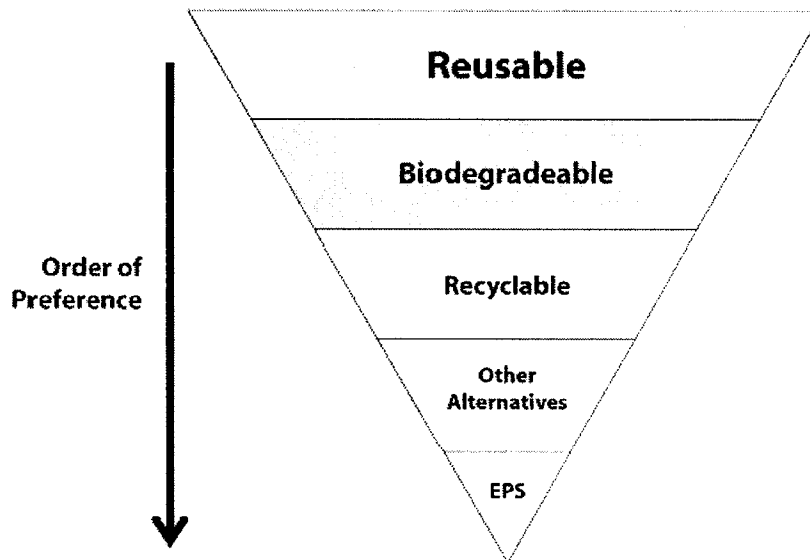 Reusable
Biodegradeable
Recyclable
Other
Alternatives
EPS
Order of
Preference